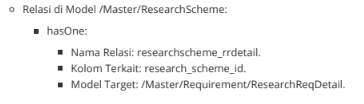 Relasi di Model /Master/ResearchScheme:
hasOne:
Nama Relasi: researchscheme_rrdetail.
Kolom Terkait: research_scheme_id.
Model Target: /Master/Requirement/ResearchReqDetail.